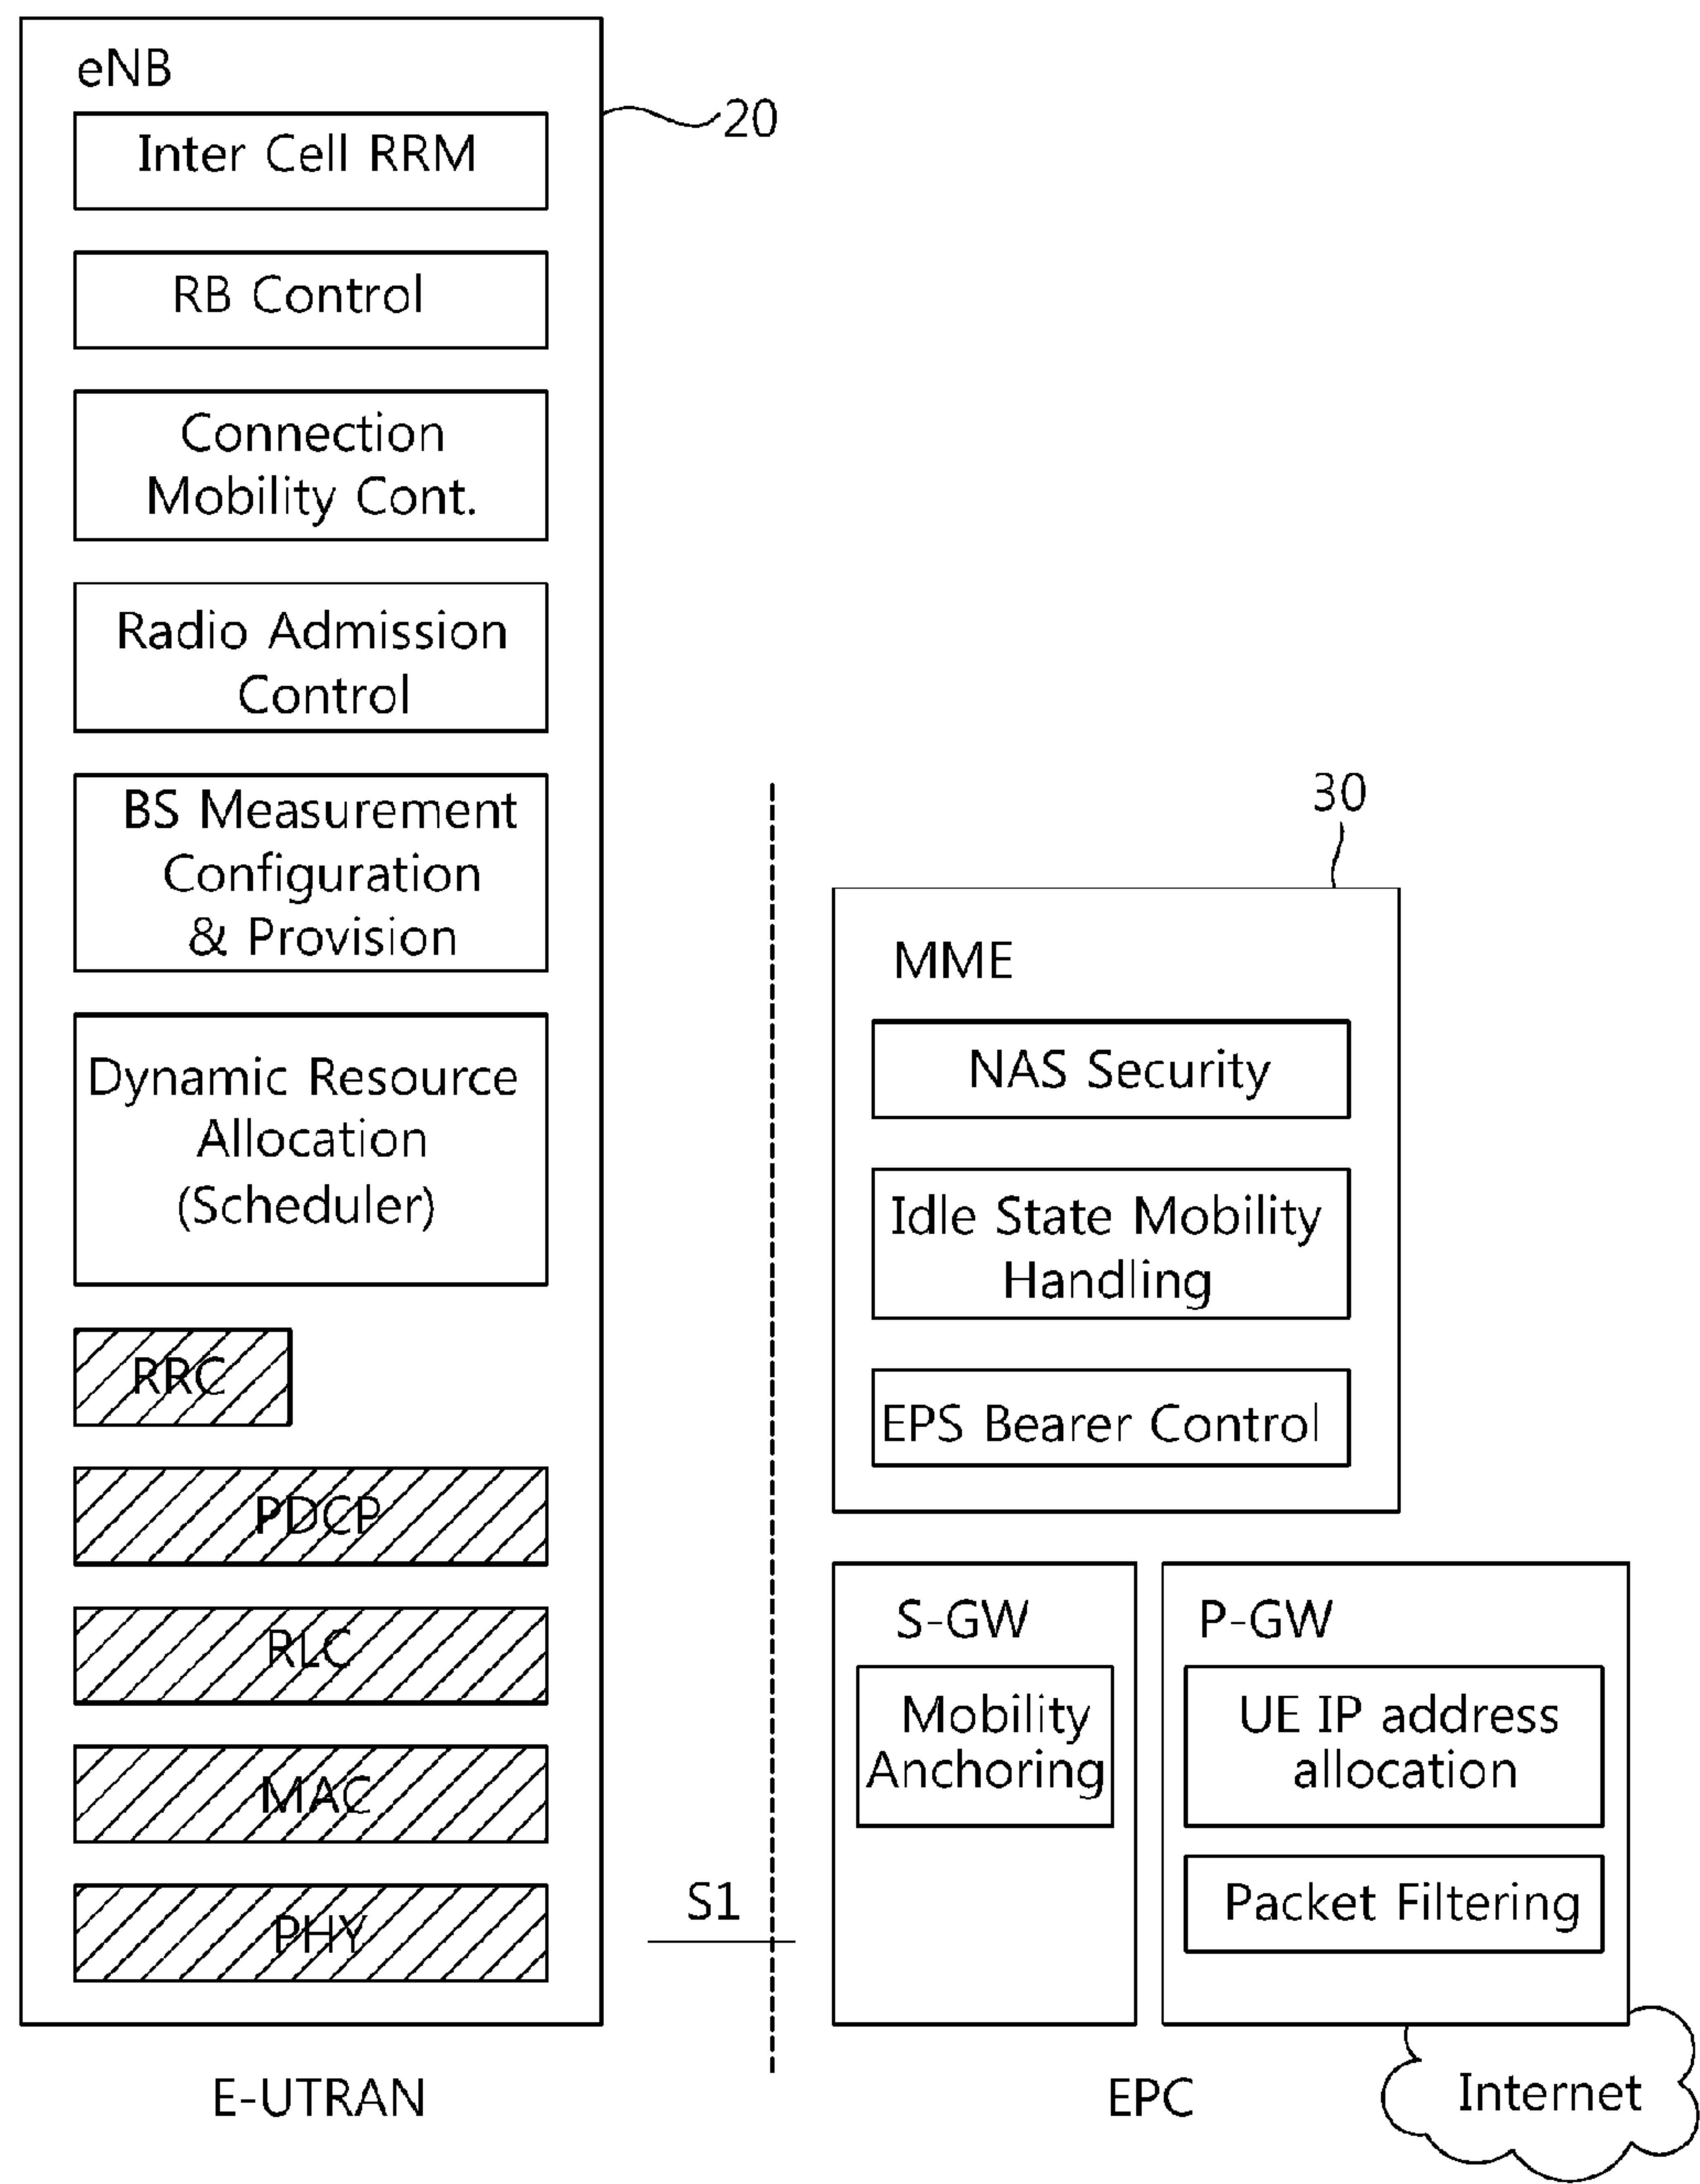 eNB
20
Inter Cell RRM
RB Control
Connection
Mobility Cont.
Radio Admission
Control
BS Measurement
Configuration
& Provision
Dynamic Resource
Allocation
(Scheduler)
RRC
PDCP
RLC
MAC
PHY
S1
E-UTRAN
30
MME
NAS Security
Idle State Mobility
Handling
EPS Bearer Control
S-GW
Mobility
Anchoring
P-GW
UE IP address
allocation
Packet Filtering
EPC
Internet